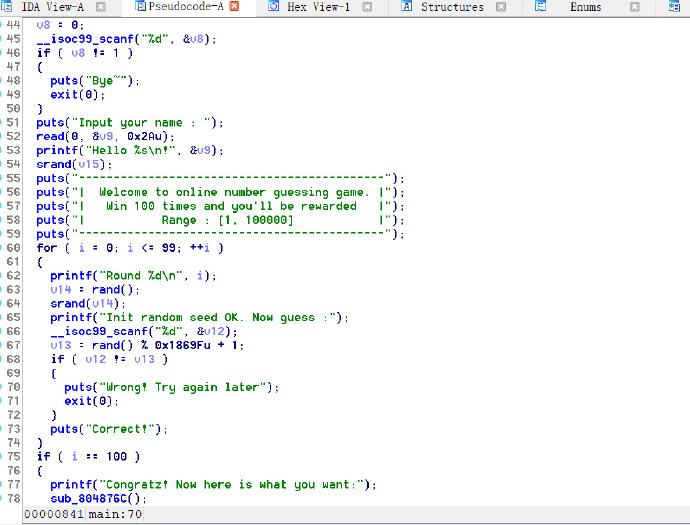 IDA View-A Pseudocode-A Hex View-1 Structures Enums
44 v8 = 0;
45 __isoc99_scanf("%d", &v8);
46 if ( v8 != 1 )
47 {
48 puts("Bye~");
49 exit(0);
50 }
51 puts("Input your name : ");
52 read(0, &v9, 0x2Au);
53 printf("Hello %s\n!", &v9);
54 srand(v15);
55 puts("---------------------------------------------");
56 puts("|  Welcome to online number guessing game. |");
57 puts("|   Win 100 times and you'll be rewarded   |");
58 puts("|           Range : [1, 100000]            |");
59 puts("---------------------------------------------");
60 for ( i = 0; i <= 99; ++i )
61 {
62 printf("Round %d\n", i);
63 v14 = rand();
64 srand(v14);
65 printf("Init random seed OK. Now guess :");
66 __isoc99_scanf("%d", &v12);
67 v13 = rand() % 0x1869Fu + 1;
68 if ( v12 != v13 )
69 {
70 puts("Wrong! Try again later");
71 exit(0);
72 }
73 puts("Correct!");
74 }
75 if ( i == 100 )
76 {
77 printf("Congratz! Now here is what you want:");
78 sub_804876C();
00000841 main:70